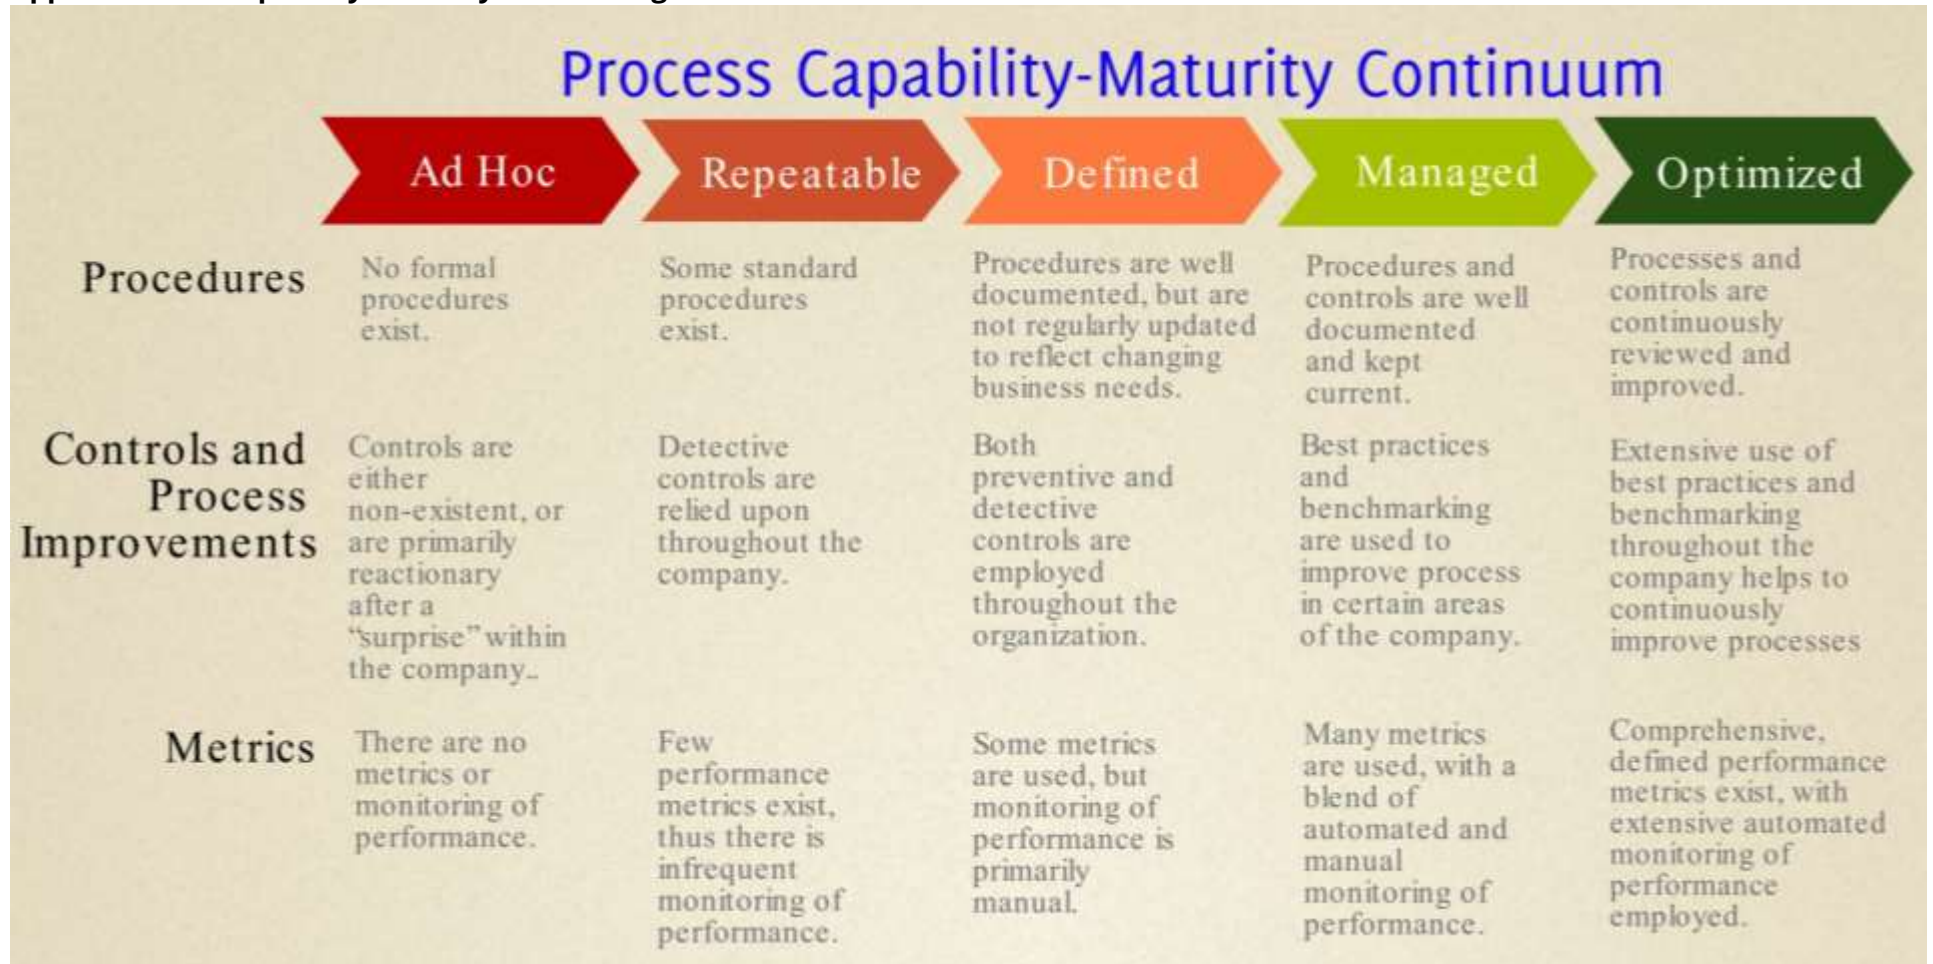 Process Capability-Maturity Continuum
Ad Hoc
Repeatable
Defined
Managed
Optimized
Procedures
No formal
procedures
exist.
Some standard
procedures
exist.
Procedures are well
documented, but are
not regularly updated
to reflect changing
business needs.
Procedures and
controls are well
documented
and kept
current.
Processes and
controls are
continuously
reviewed and
improved.
Controls and
Process
Improvements
Controls are
either
non-existent, or
are primarily
reactionary
after a
“surprise” within
the company..
Detective
controls are
relied upon
throughout the
company.
Both
preventive and
detective
controls are
employed
throughout the
organization.
Best practices
and
benchmarking
are used to
improve process
in certain areas
of the company.
Extensive use of
best practices and
benchmarking
throughout the
company helps to
continuously
improve processes
Metrics
There are no
metrics or
monitoring of
performance.
Few
performance
metrics exist,
thus there is
infrequent
monitoring of
performance.
Some metrics
are used, but
monitoring of
performance is
primarily
manual.
Many metrics
are used, with a
blend of
automated and
manual
monitoring of
performance.
Comprehensive,
defined performance
metrics exist, with
extensive automated
monitoring of
performance
employed.